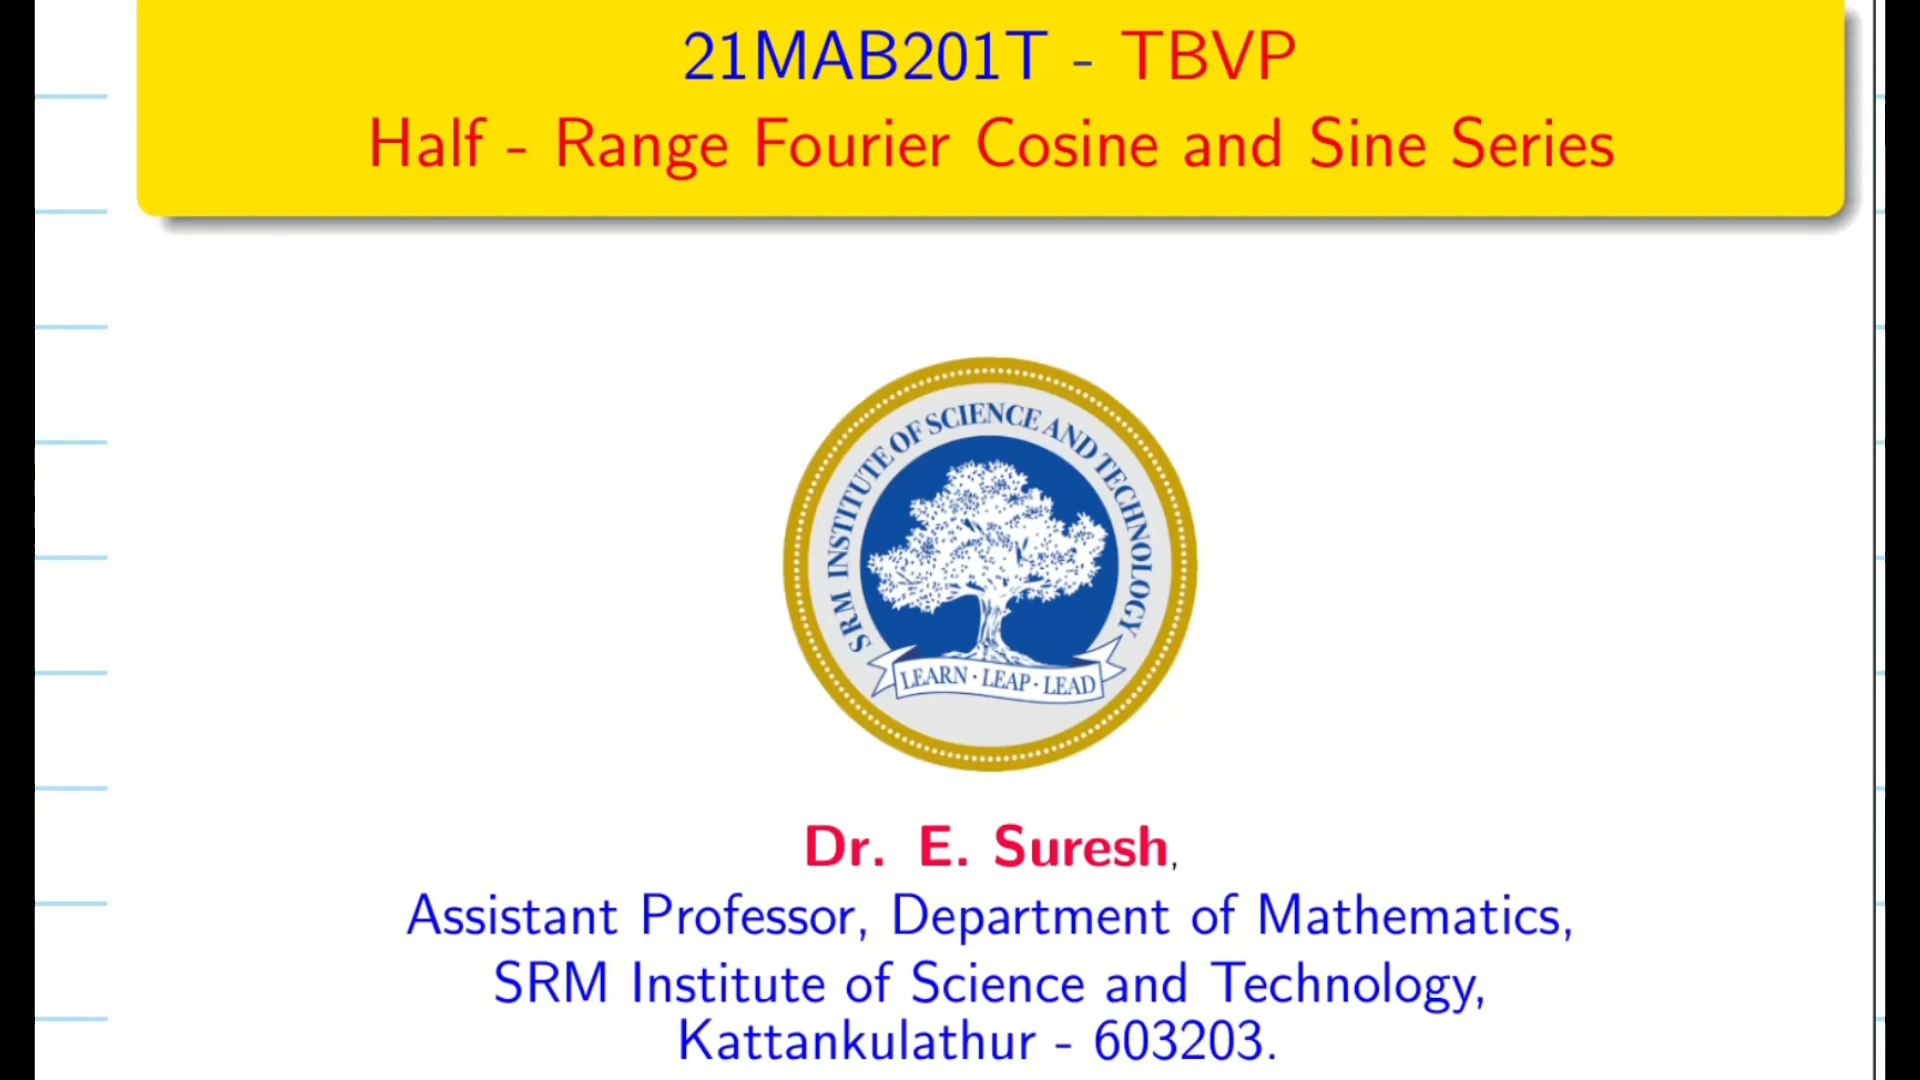 21MAB201T - TBVP
Half - Range Fourier Cosine and Sine Series
SRM INSTITUTE OF SCIENCE AND TECHNOLOGY
LEARN · LEAP · LEAD
Dr. E. Suresh,
Assistant Professor, Department of Mathematics,
SRM Institute of Science and Technology,
Kattankulathur - 603203.